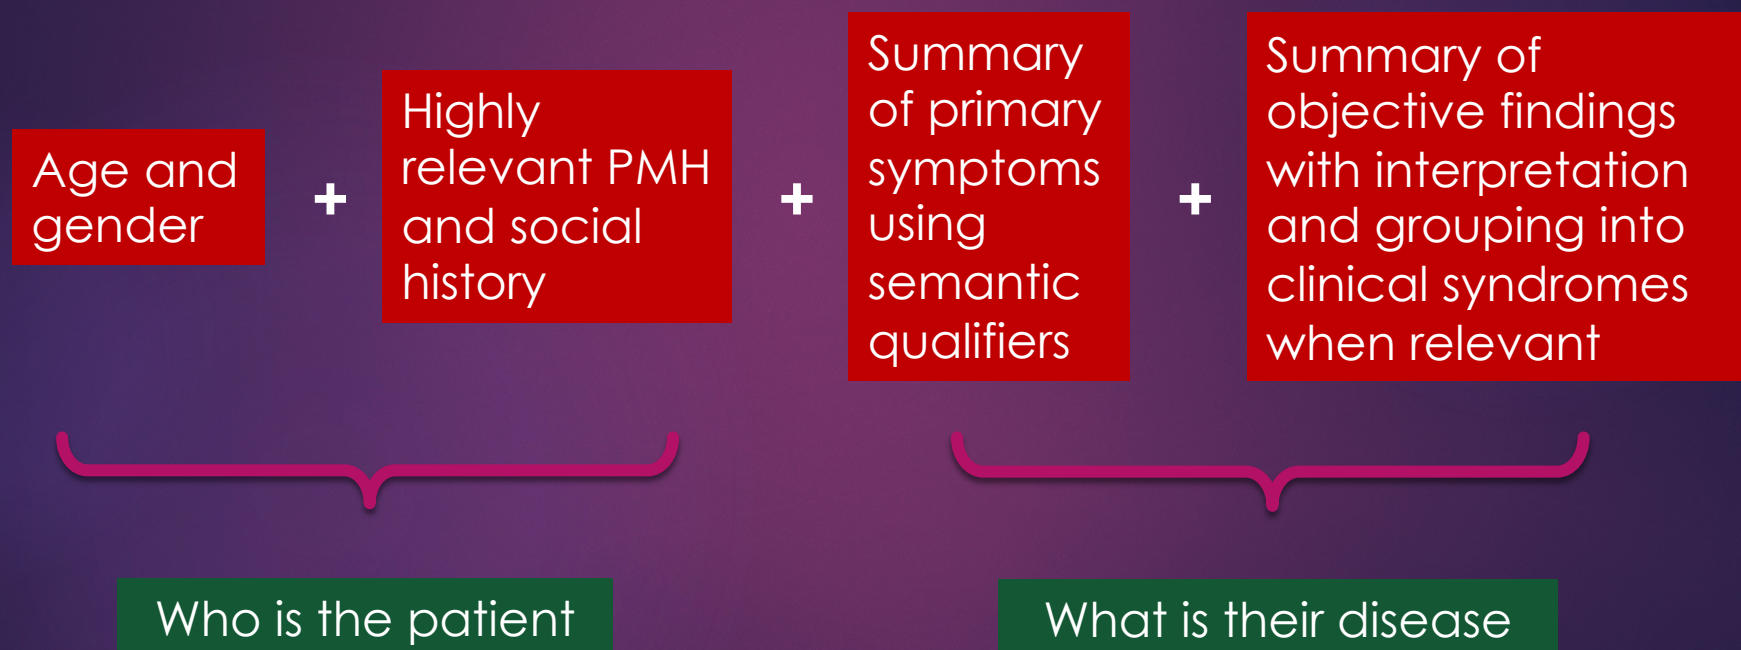 Age and
gender
+
Highly
relevant PMH
and social
history
+
Summary
of primary
symptoms
using
semantic
qualifiers
+
Summary of
objective findings
with interpretation
and grouping into
clinical syndromes
when relevant
Who is the patient
What is their disease